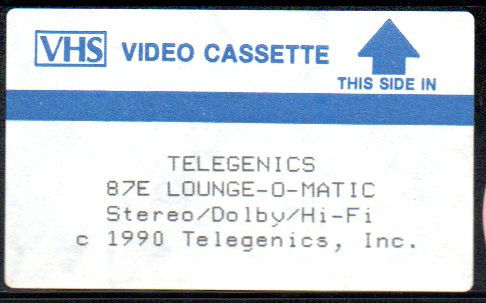 VHS VIDEO CASSETTE
THIS SIDE IN
TELEGENICS
87E LOUNGE-O-MATIC
Stereo/Dolby/Hi-Fi
c 1990 Telegenics, Inc.